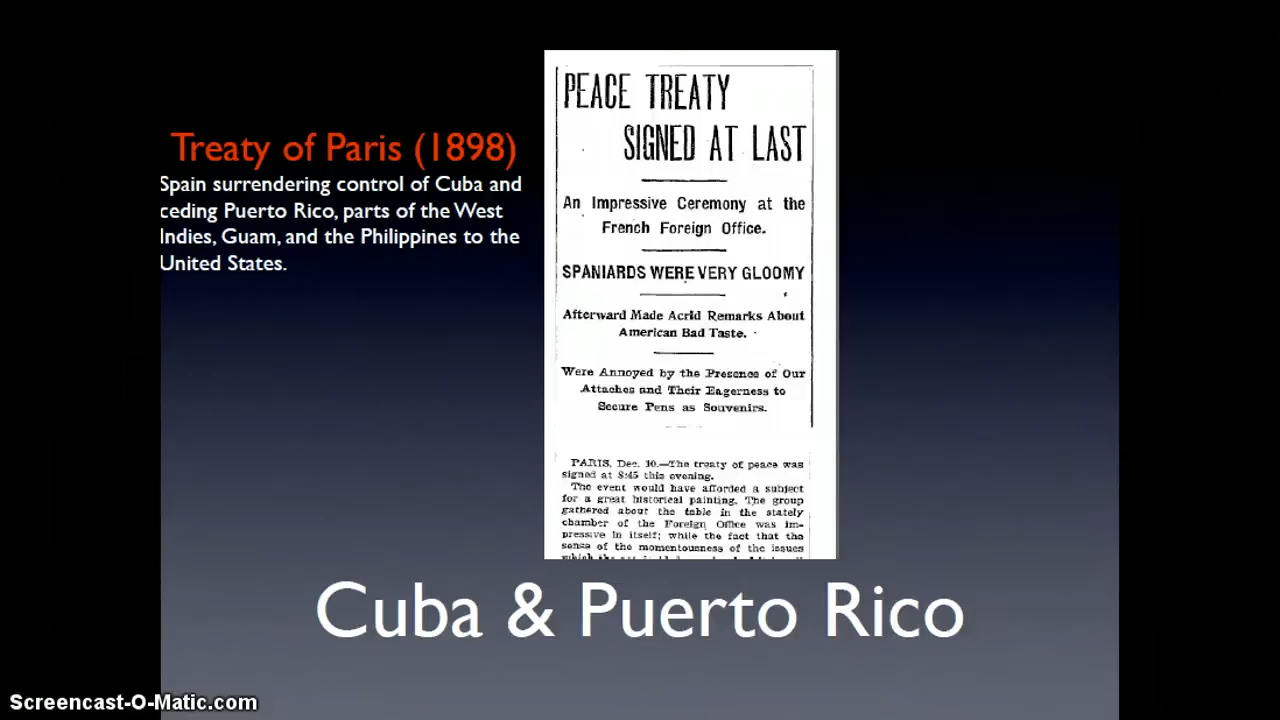 Treaty of Paris (1898)
Spain surrendering control of Cuba and
ceding Puerto Rico, parts of the West
Indies, Guam, and the Philippines to the
United States.
PEACE TREATY
SIGNED AT LAST
An Impressive Ceremony at the
French Foreign Office.
SPANIARDS WERE VERY GLOOMY
Afterward Made Acrid Remarks About
American Bad Taste.
Were Annoyed by the Presence of Our
Attaches and Their Eagerness to
Secure Pens as Souvenirs.
PARIS, Dec. 10.—The treaty of peace was
signed at 8:45 this evening.
The event would have afforded a subject
for a great historical painting. The group
gathered about the table in the stately
chamber of the Foreign Office was im-
pressive in itself; while the fact that the
sense of the momentousness of the issues
Cuba & Puerto Rico
Screencast-O-Matic.com